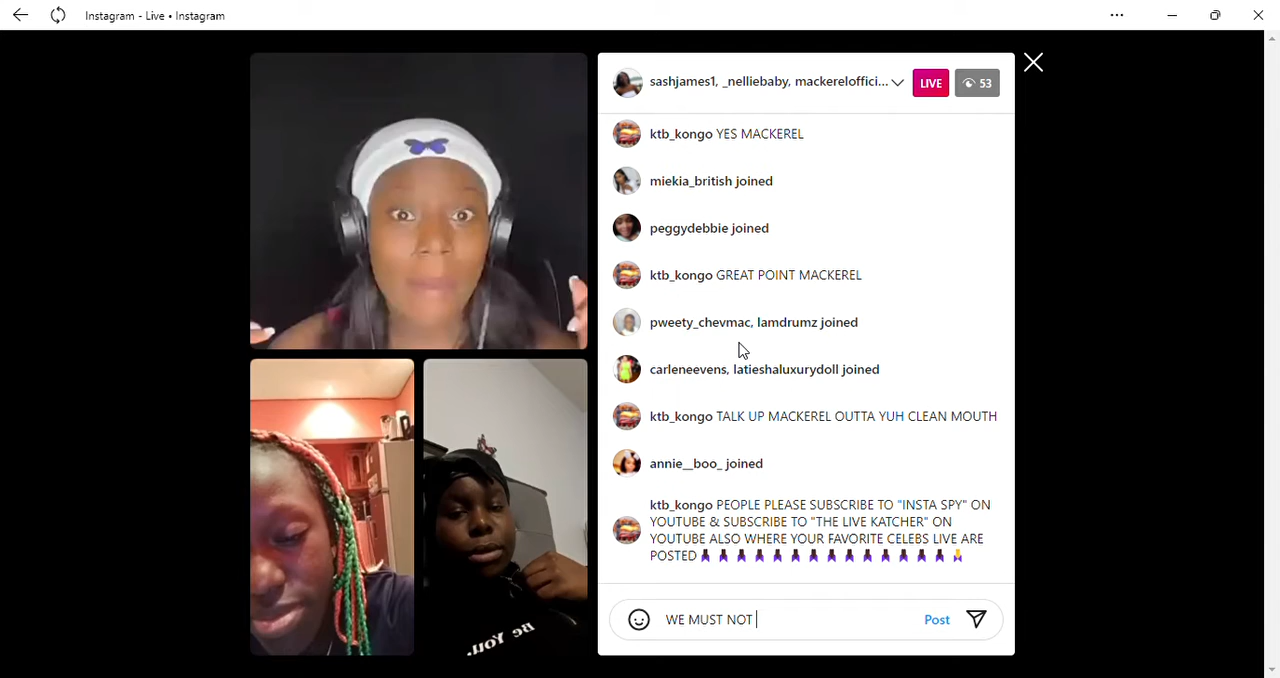 Instagram - Live • Instagram
sashjames1, _nelliebaby, mackereloffici...
LIVE
53
ktb_kongo YES MACKEREL
miekia_british joined
peggydebbie joined
ktb_kongo GREAT POINT MACKEREL
pweety_chevmac, lamdrumz joined
carleneevens, latieshaluxurydoll joined
ktb_kongo TALK UP MACKEREL OUTTA YUH CLEAN MOUTH
annie__boo_ joined
ktb_kongo PEOPLE PLEASE SUBSCRIBE TO "INSTA SPY" ON
YOUTUBE & SUBSCRIBE TO "THE LIVE KATCHER" ON
YOUTUBE ALSO WHERE YOUR FAVORITE CELEBS LIVE ARE
POSTED
WE MUST NOT
Post
Be You.